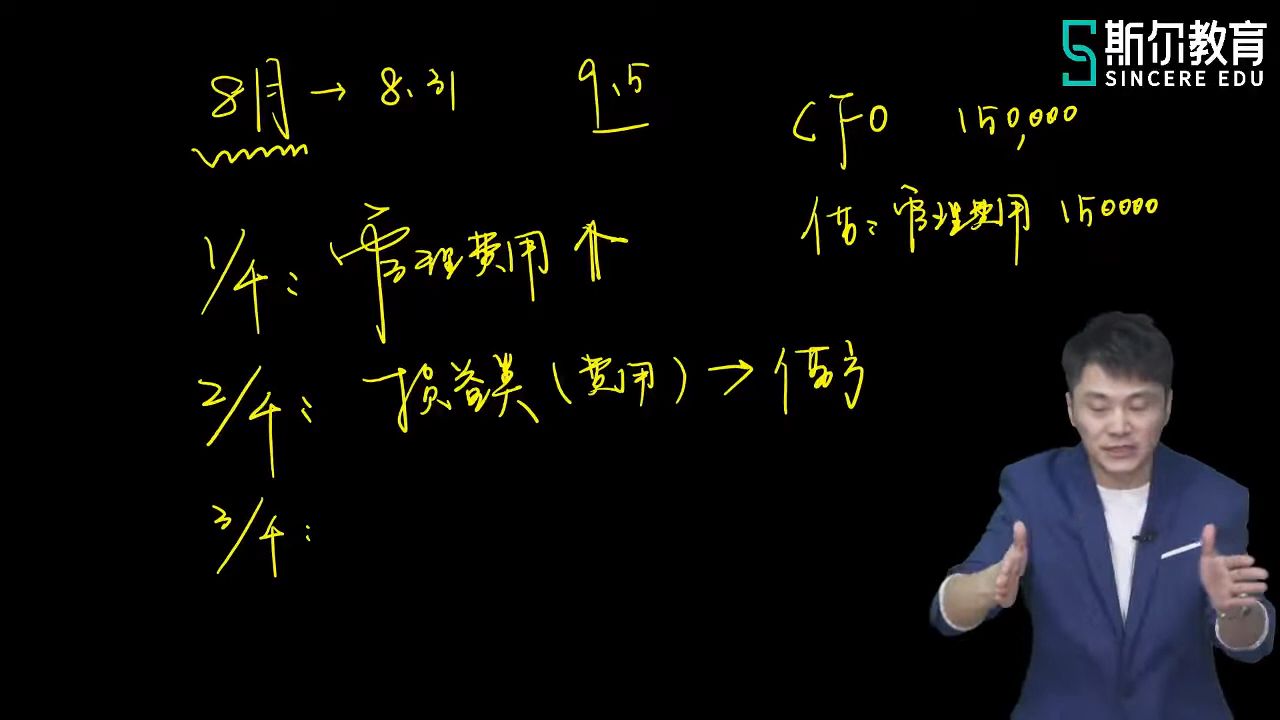 斯尔教育
SINCERE EDU
8月 → 8.31 9.5
CFO 150,000
借: 管理费用 150000
1/4: 管理费用 ↑
2/4: 损益类(费用) → 借方
3/4: